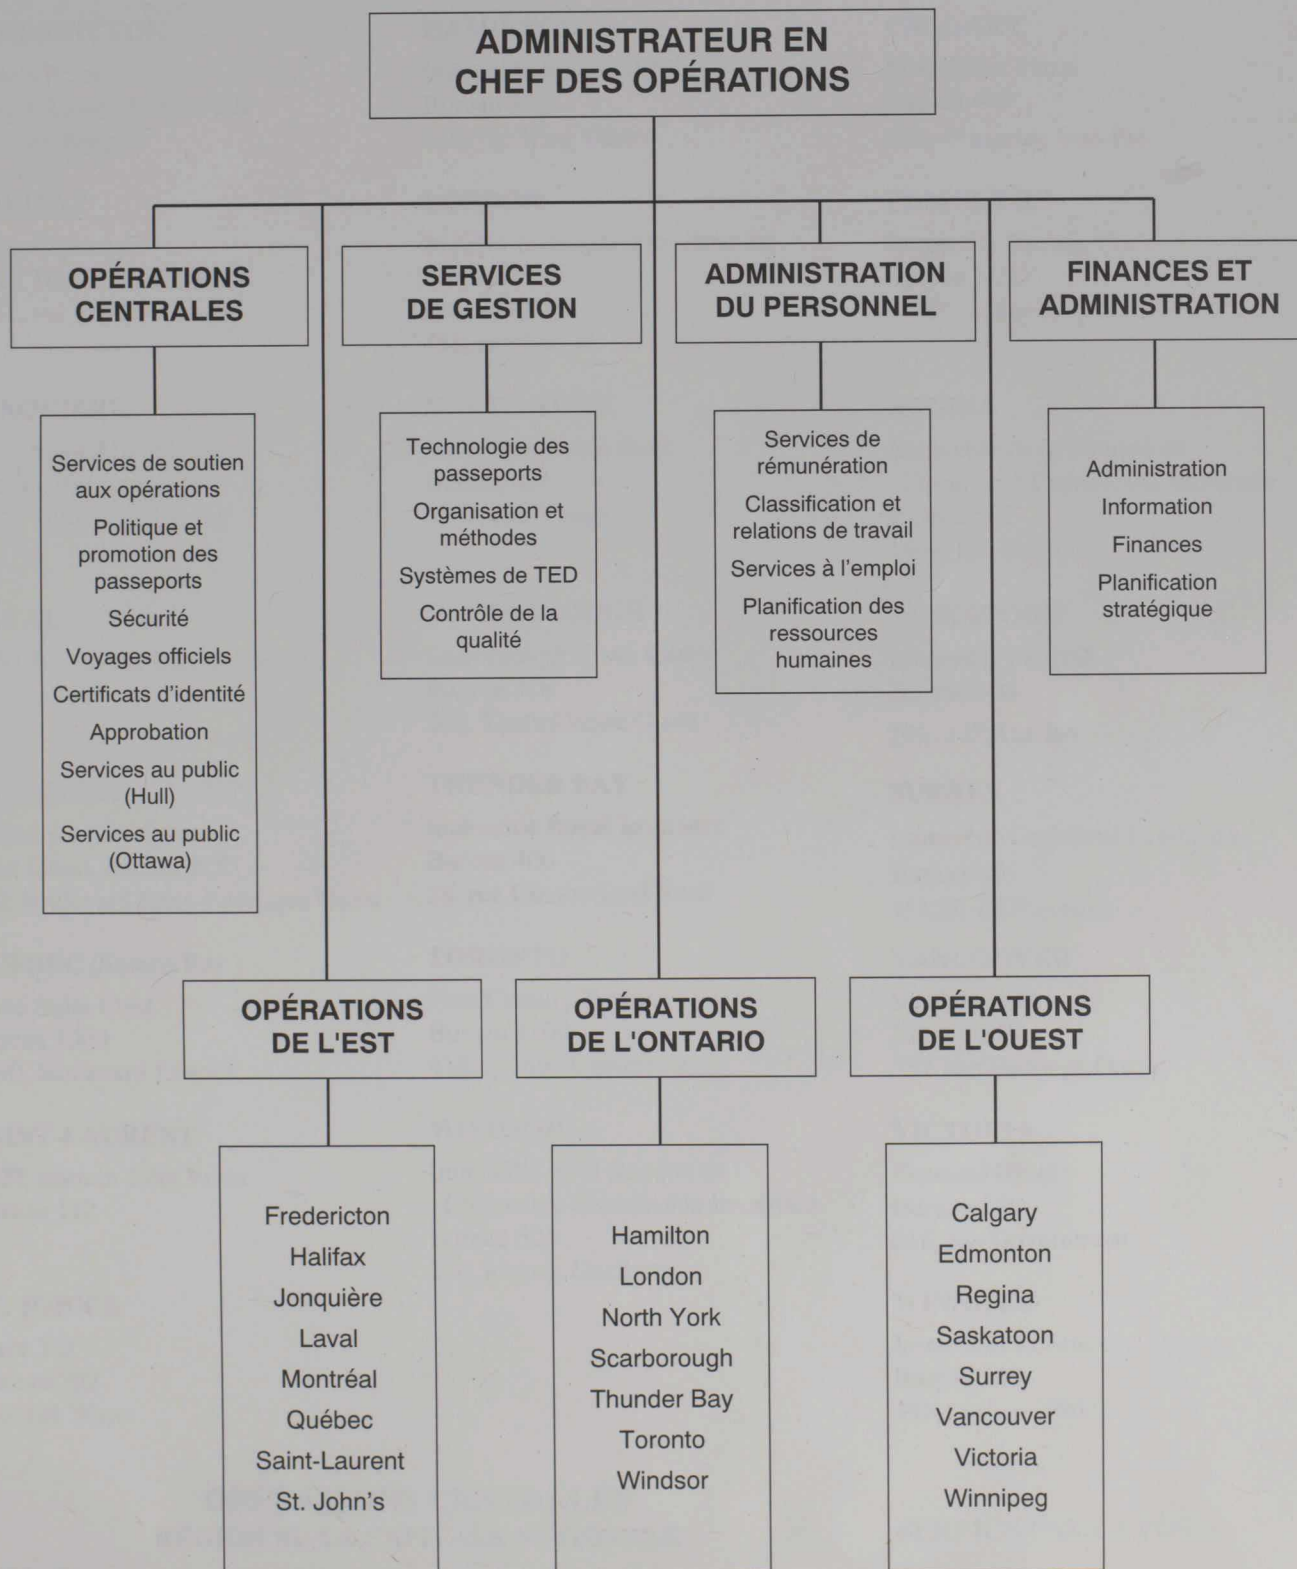 ADMINISTRATEUR EN
CHEF DES OPÉRATIONS
OPÉRATIONS
CENTRALES
SERVICES
DE GESTION
ADMINISTRATION
DU PERSONNEL
FINANCES ET
ADMINISTRATION
Services de soutien
aux opérations
Politique et
promotion des
passeports
Sécurité
Voyages officiels
Certificats d'identité
Approbation
Services au public
(Hull)
Services au public
(Ottawa)
Technologie des
passeports
Organisation et
méthodes
Systèmes de TED
Contrôle de la
qualité
Services de
rémunération
Classification et
relations de travail
Services à l'emploi
Planification des
ressources
humaines
Administration
Information
Finances
Planification
stratégique
OPÉRATIONS
DE L'EST
OPÉRATIONS
DE L'ONTARIO
OPÉRATIONS
DE L'OUEST
Fredericton
Halifax
Jonquière
Laval
Montréal
Québec
Saint-Laurent
St. John's
Hamilton
London
North York
Scarborough
Thunder Bay
Toronto
Windsor
Calgary
Edmonton
Regina
Saskatoon
Surrey
Vancouver
Victoria
Winnipeg